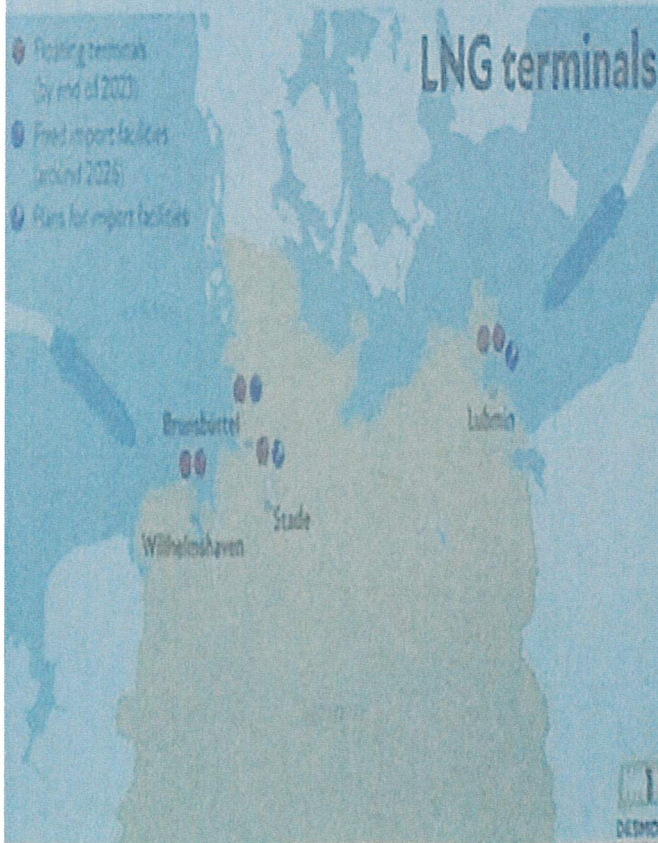 LNG terminals
Floating terminals
(by end of 2023)
Fixed import facilities
(around 2026)
Plans for import facilities
Brunsbüttel
Lubmin
Stade
Wilhelmshaven